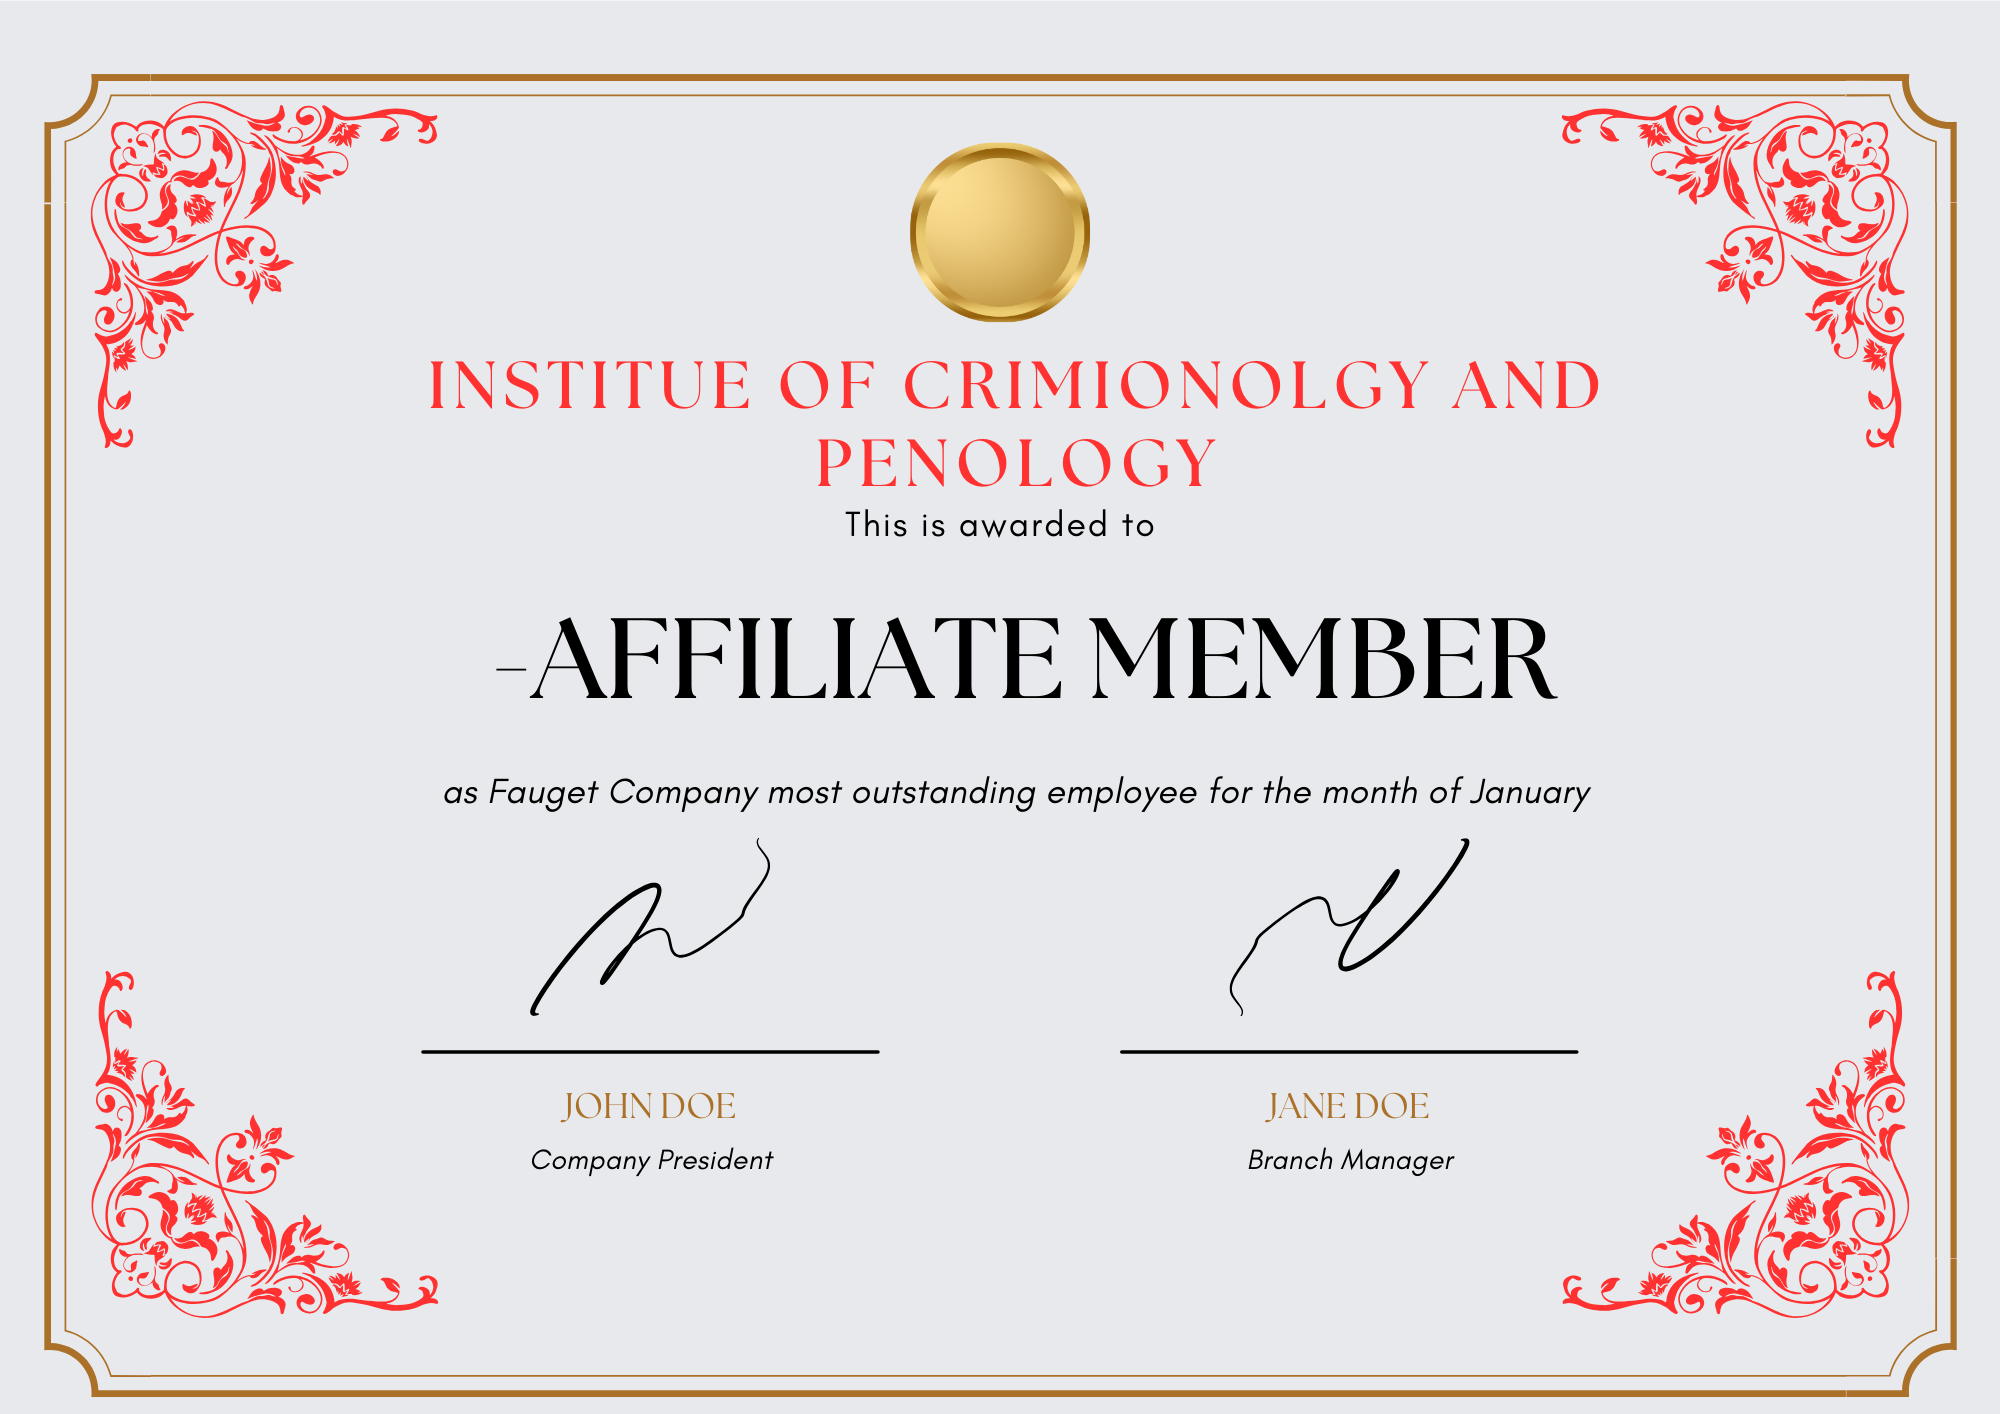 INSTITUE OF CRIMIONOLGY AND
PENOLOGY
This is awarded to
-AFFILIATE MEMBER
as Fauget Company most outstanding employee for the month of January
JOHN DOE
JANE DOE
Company President
Branch Manager